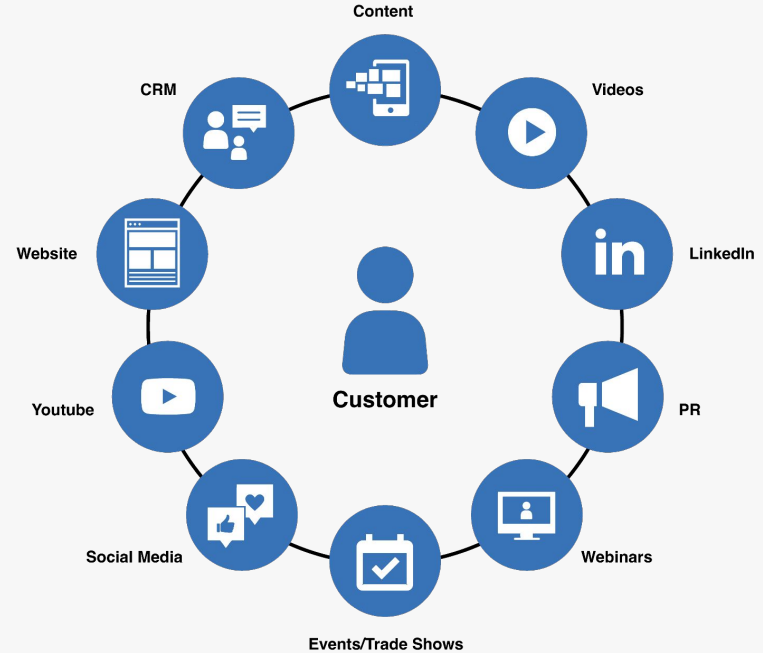 Content
CRM
Videos
Website
in
LinkedIn
Customer
Youtube
PR
Social Media
Webinars
Events/Trade Shows